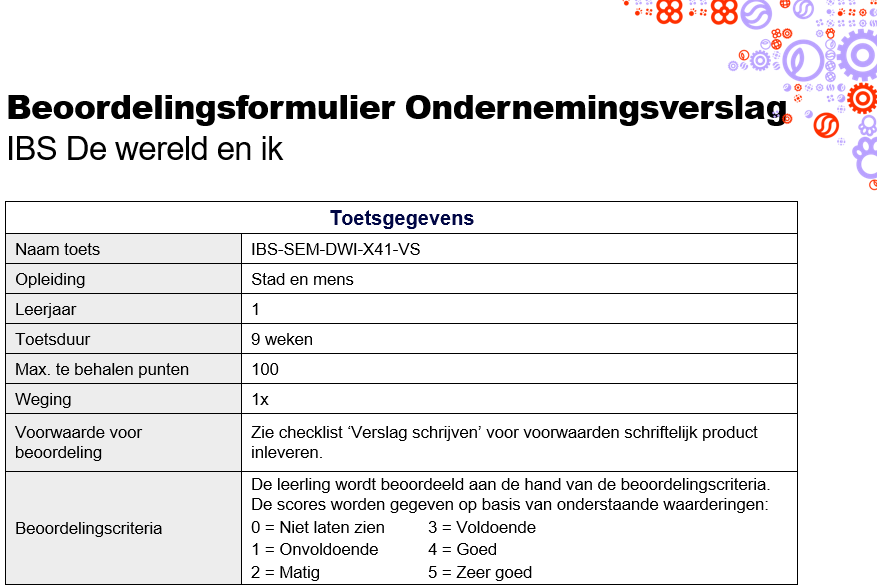 Beoordelingsformulier Ondernemingsverslag
IBS De wereld en ik
Toetsgegevens
Naam toets IBS-SEM-DWI-X41-VS
Opleiding Stad en mens
Leerjaar 1
Toetsduur 9 weken
Max. te behalen punten 100
Weging 1x
Voorwaarde voor beoordeling Zie checklist ‘Verslag schrijven’ voor voorwaarden schriftelijk product
inleveren.
Beoordelingscriteria
De leerling wordt beoordeeld aan de hand van de beoordelingscriteria.
De scores worden gegeven op basis van onderstaande waarderingen:
0 = Niet laten zien 3 = Voldoende
1 = Onvoldoende 4 = Goed
2 = Matig 5 = Zeer goed